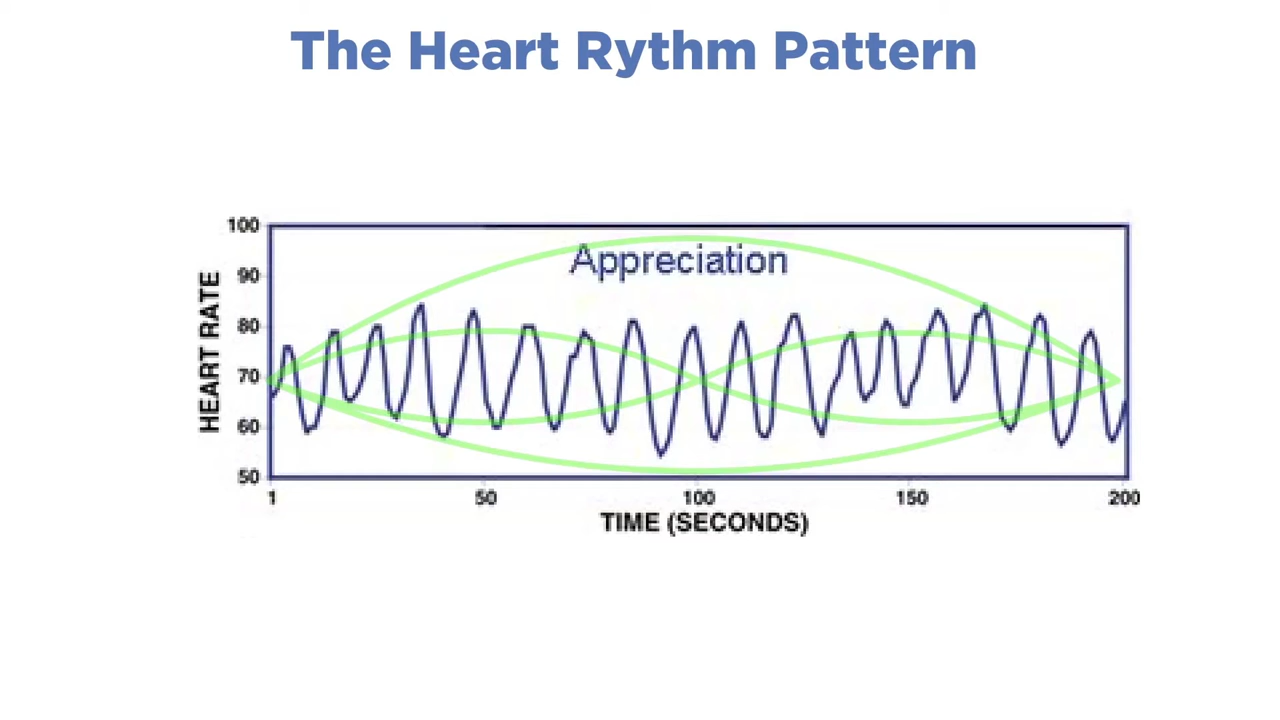 The Heart Rythm Pattern
100
Appreciation
90
80
70
60
50
HEART RATE
1 50 100 150 200
TIME (SECONDS)